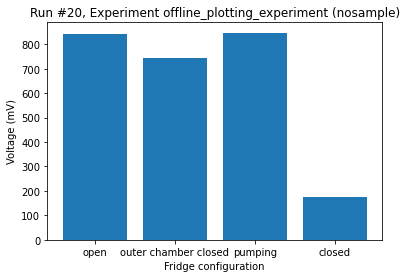 Run #20, Experiment offline_plotting_experiment (nosample)
800
700
600
500
400
300
200
100
0
Voltage (mV)
open outer chamber closed pumping closed
Fridge configuration